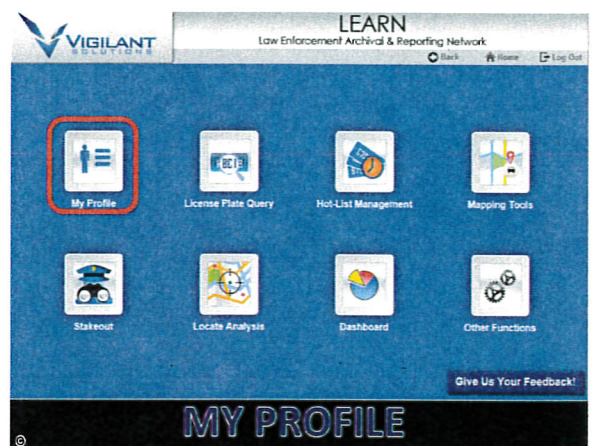 VIGILANT
SOLUTIONS
LEARN
Law Enforcement Archival & Reporting Network
Back Home Log Out
My Profile License Plate Query Hot-List Management Mapping Tools
Stakeout Locate Analysis Dashboard Other Functions
Give Us Your Feedback!
MY PROFILE
©